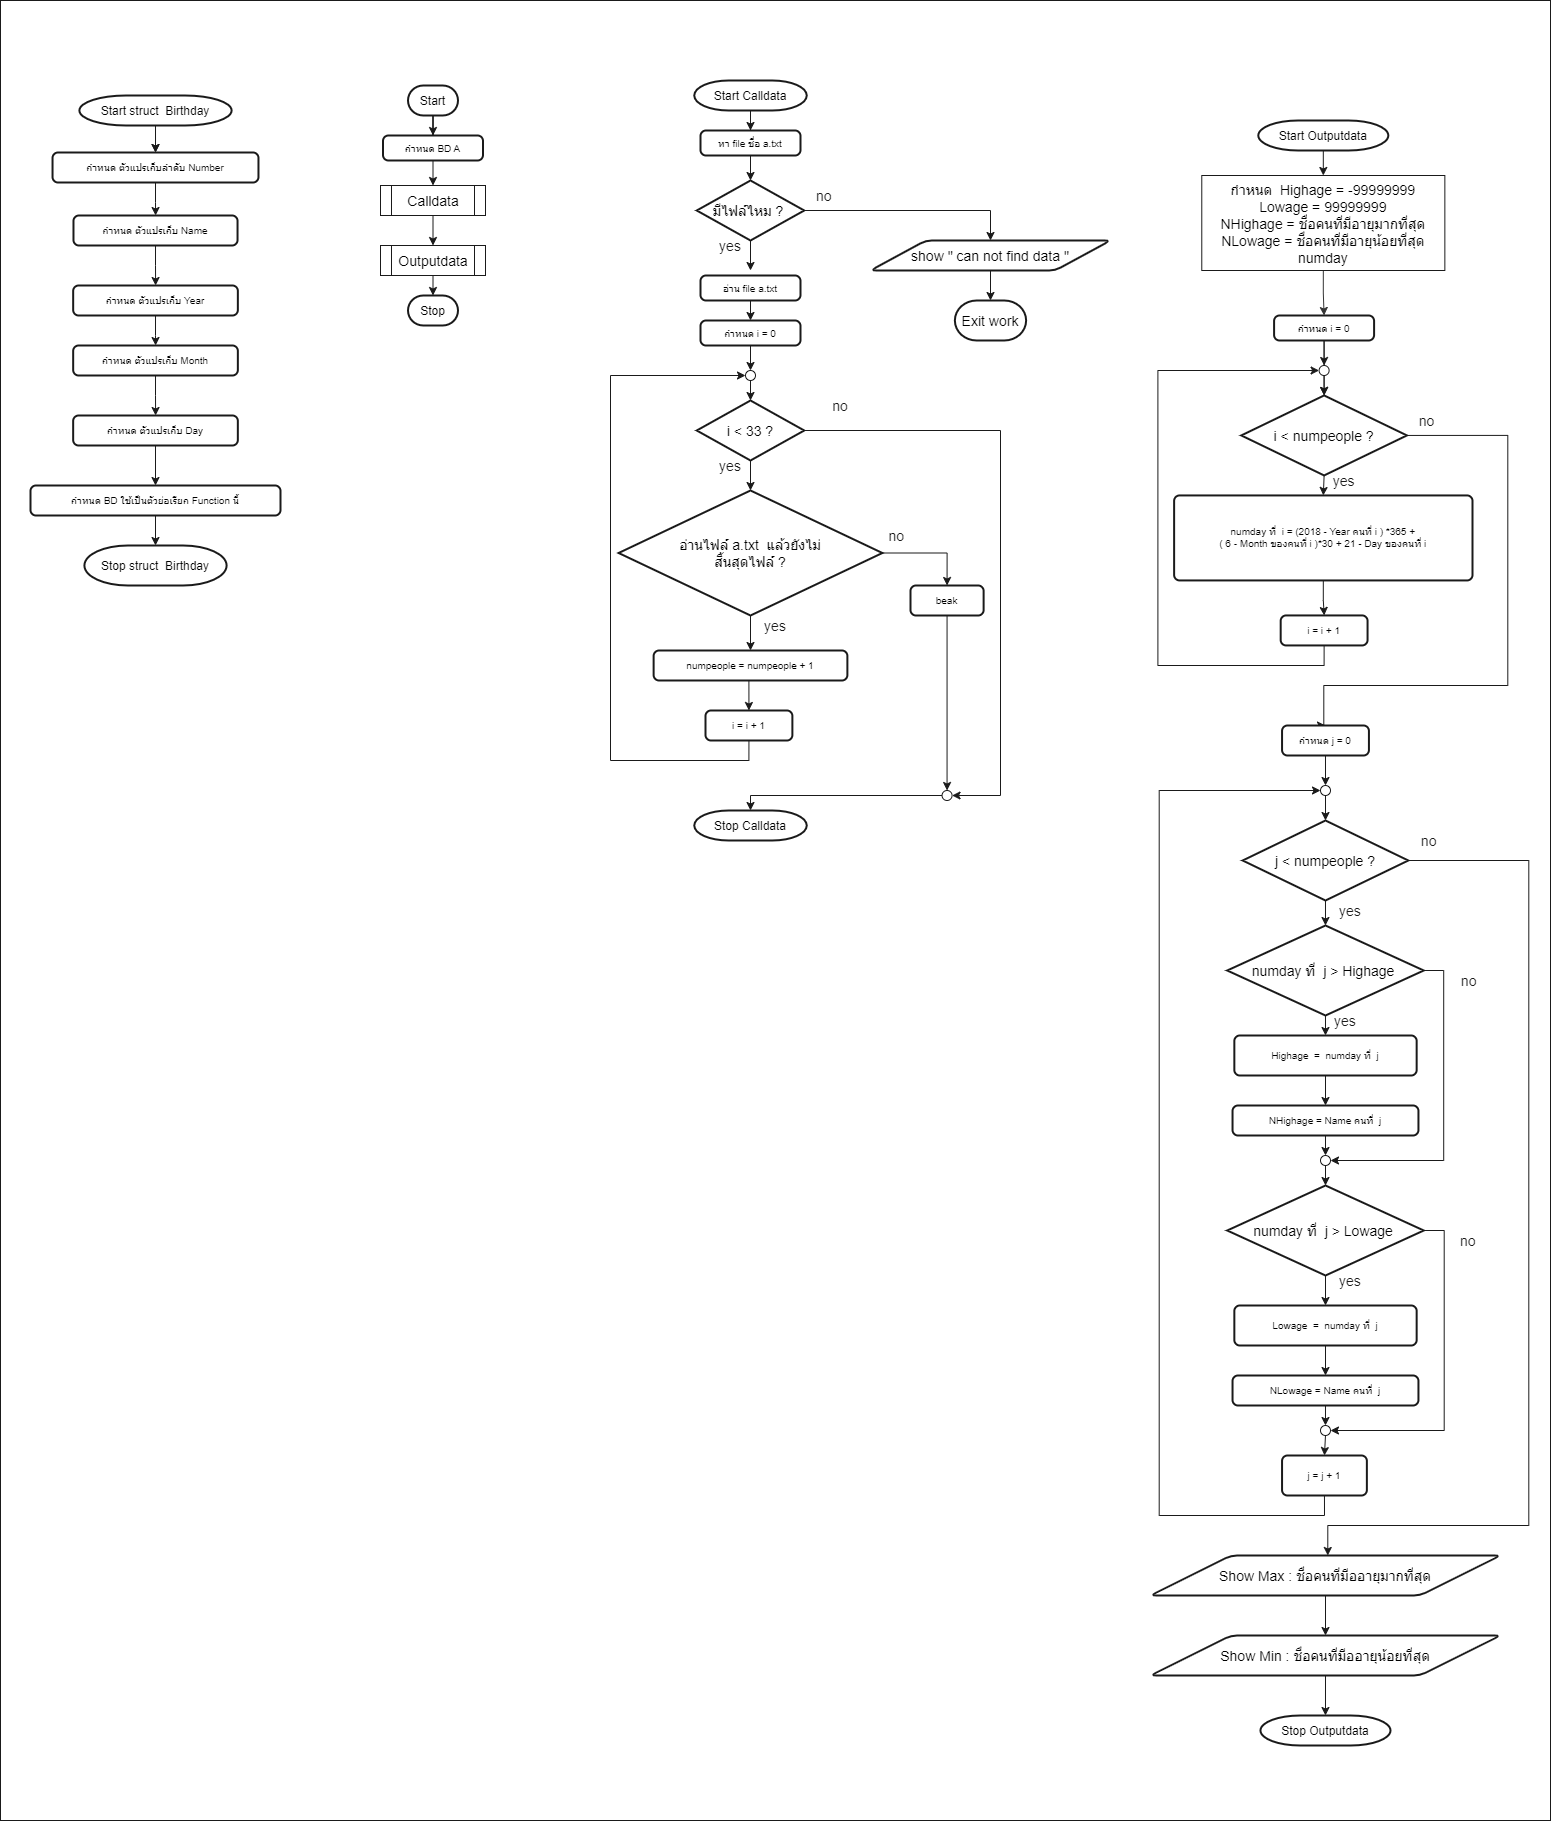 Start struct  Birthday
กำหนด ตัวแปรเก็บลำดับ Number
กำหนด ตัวแปรเก็บ Name
กำหนด ตัวแปรเก็บ Year
กำหนด ตัวแปรเก็บ Month
กำหนด ตัวแปรเก็บ Day
กำหนด BD ใช้เป็นตัวย่อเรียก Function นี้
Stop struct  Birthday
Start
กำหนด BD A
Calldata
Outputdata
Stop
Start Calldata
หา file ชื่อ a.txt
มีไฟล์ไหม ?
no
yes
show " can not find data "
Exit work
อ่าน file a.txt
กำหนด i = 0
i < 33 ?
no
yes
อ่านไฟล์ a.txt  แล้วยังไม่
สิ้นสุดไฟล์ ?
no
beak
yes
numpeople = numpeople + 1
i = i + 1
Stop Calldata
Start Outputdata
กำหนด  Highage = -99999999
Lowage = 99999999
NHighage = ชื่อคนที่มีอายุมากที่สุด
NLowage = ชื่อคนที่มีอายุน้อยที่สุด
numday
กำหนด i = 0
i < numpeople ?
no
yes
numday ที่  i = (2018 - Year คนที่ i ) *365 +
( 6 - Month ของคนที่ i )*30 + 21 - Day ของคนที่ i
i = i + 1
กำหนด j = 0
j < numpeople ?
no
yes
numday ที่  j > Highage
no
yes
Highage  =  numday ที่  j
NHighage = Name คนที่  j
numday ที่  j > Lowage
no
yes
Lowage  =  numday ที่  j
NLowage = Name คนที่  j
j = j + 1
Show Max : ชื่อคนที่มีออายุมากที่สุด
Show Min : ชื่อคนที่มีออายุน้อยที่สุด
Stop Outputdata